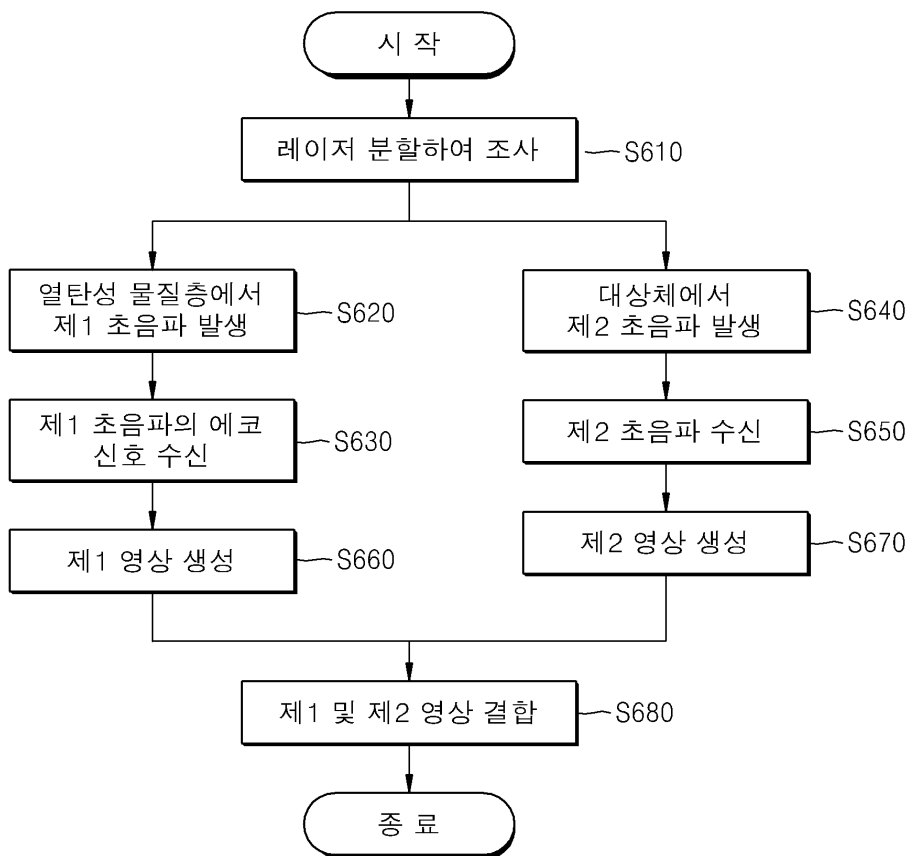 시 작
레이저 분할하여 조사
S610
열탄성 물질층에서
제1 초음파 발생
S620
대상체에서
제2 초음파 발생
S640
제1 초음파의 에코
신호 수신
S630
제2 초음파 수신
S650
제1 영상 생성
S660
제2 영상 생성
S670
제1 및 제2 영상 결합
S680
종 료